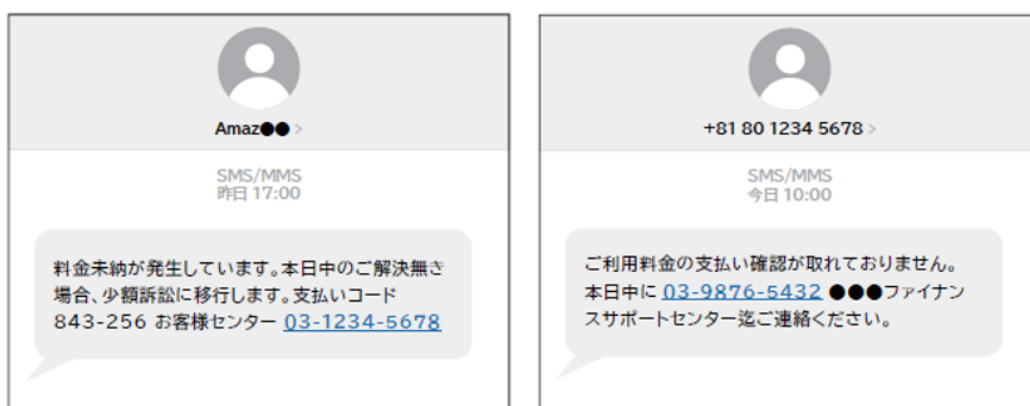 Amaz●● >
SMS/MMS
昨日 17:00
料金未納が発生しています。本日中のご解決無き
場合、少額訴訟に移行します。支払いコード
843-256 お客様センター 03-1234-5678
+81 80 1234 5678 >
SMS/MMS
今日 10:00
ご利用料金の支払い確認が取れておりません。
本日中に 03-9876-5432 ●●●ファイナン
スサポートセンター迄ご連絡ください。